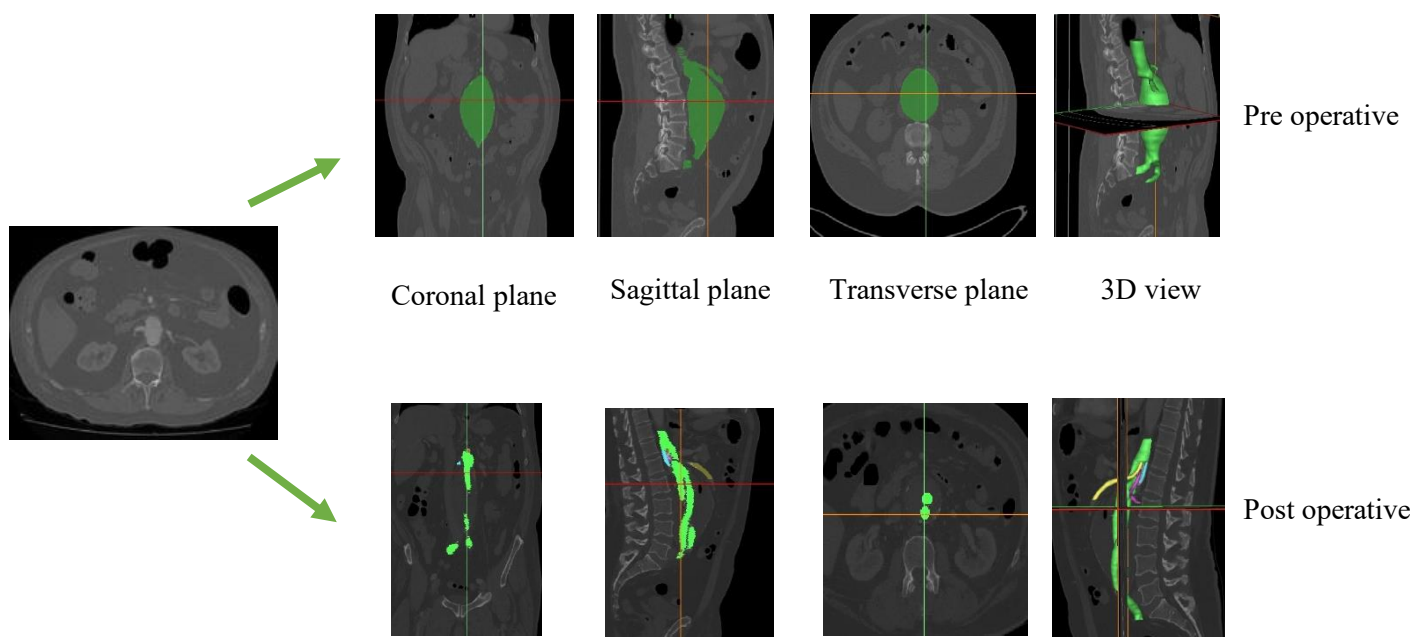 Pre operative
Coronal plane
Sagittal plane
Transverse plane
3D view
Post operative